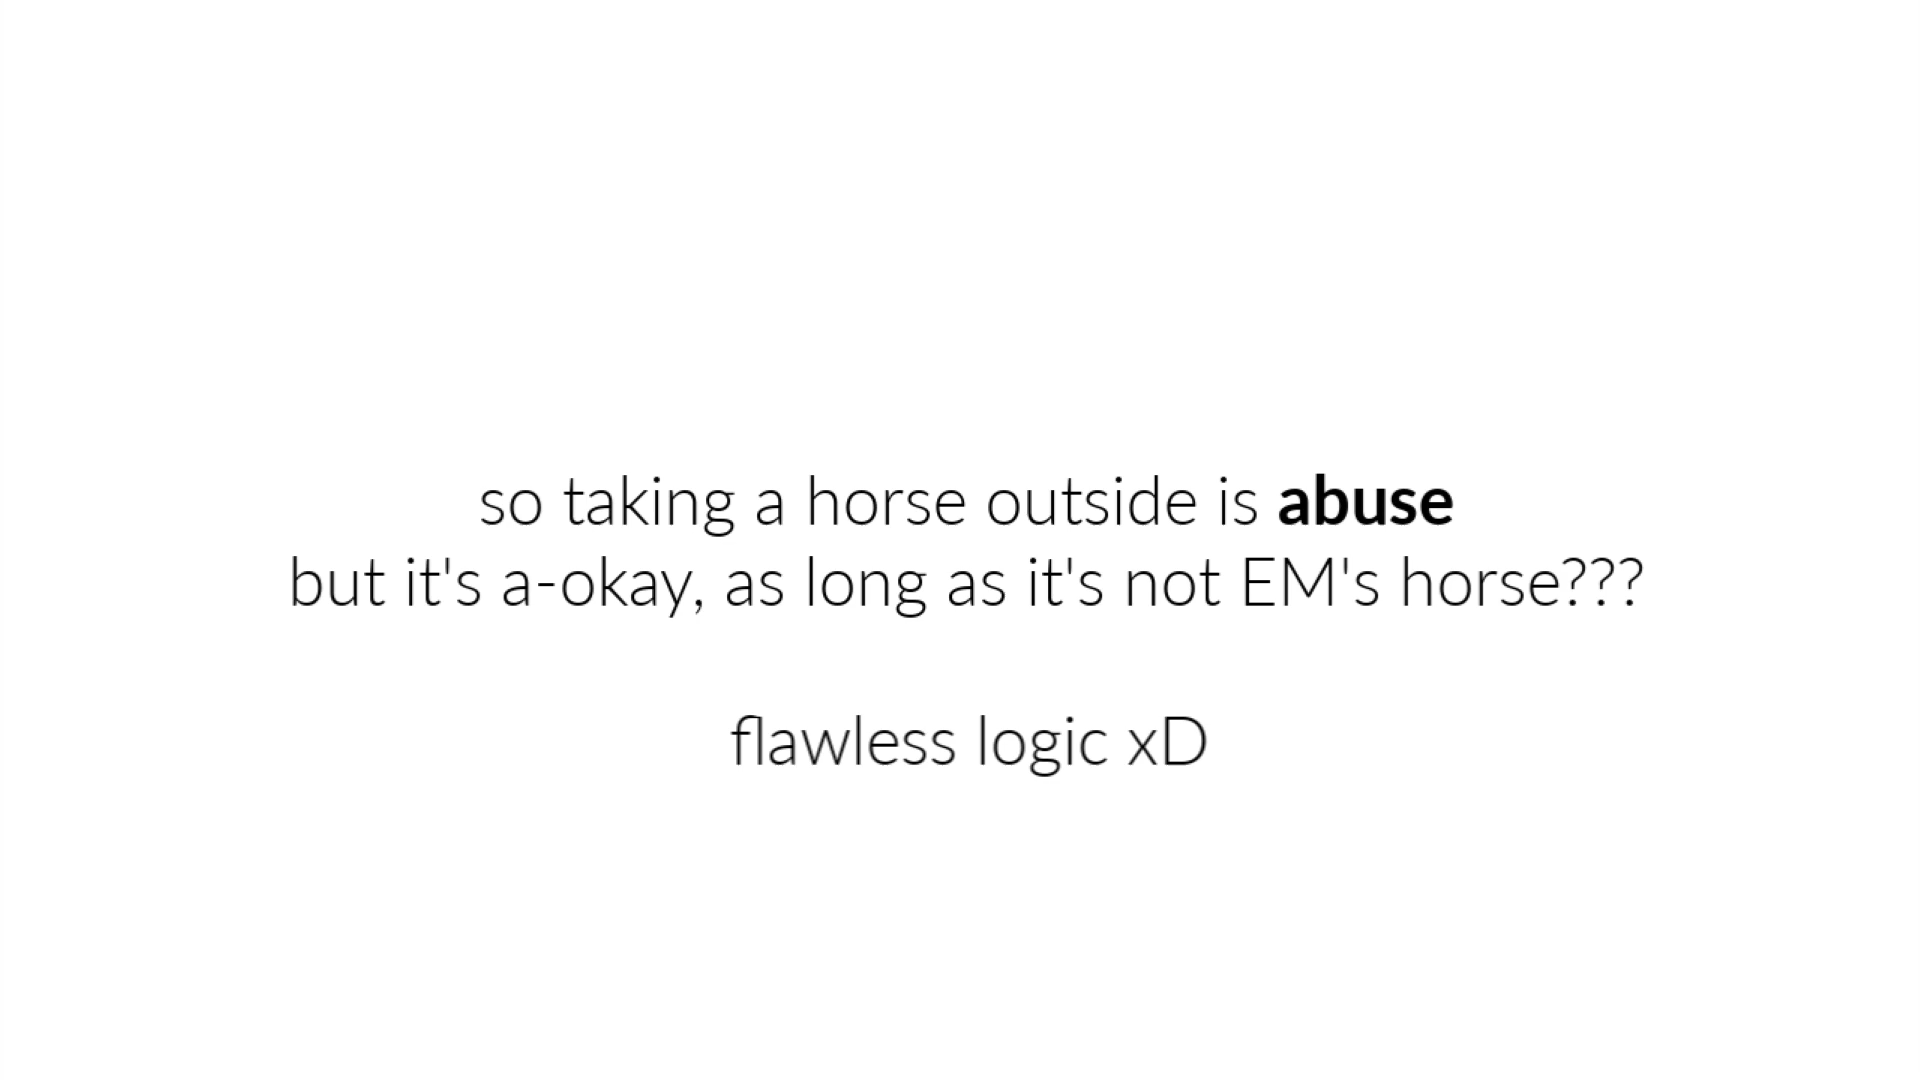 so taking a horse outside is abuse
but it's a-okay, as long as it's not EM's horse???
flawless logic xD